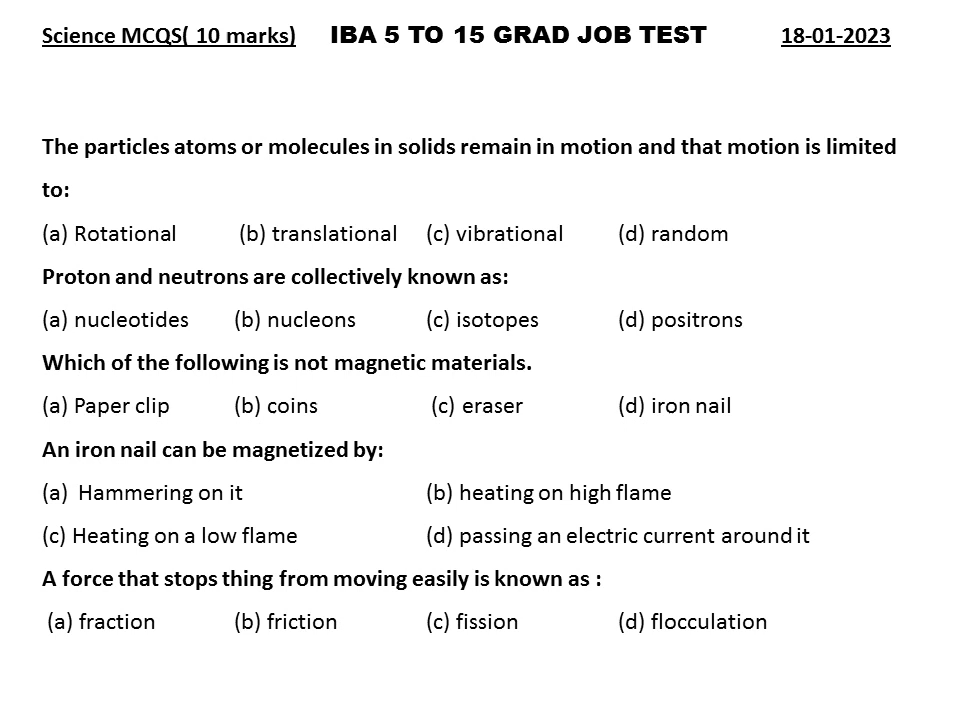 Science MCQS( 10 marks) IBA 5 TO 15 GRAD JOB TEST 18-01-2023
The particles atoms or molecules in solids remain in motion and that motion is limited
to:
(a) Rotational (b) translational (c) vibrational (d) random
Proton and neutrons are collectively known as:
(a) nucleotides (b) nucleons (c) isotopes (d) positrons
Which of the following is not magnetic materials.
(a) Paper clip (b) coins (c) eraser (d) iron nail
An iron nail can be magnetized by:
(a) Hammering on it (b) heating on high flame
(c) Heating on a low flame (d) passing an electric current around it
A force that stops thing from moving easily is known as :
(a) fraction (b) friction (c) fission (d) flocculation